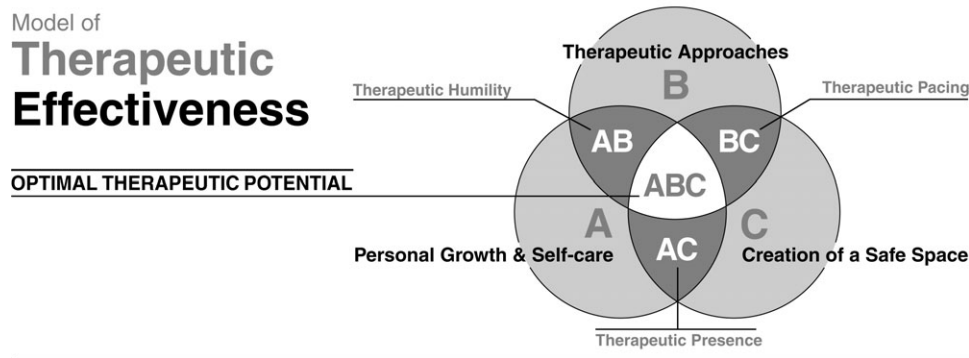 Model of
Therapeutic
Effectiveness
Therapeutic Approaches
B
Therapeutic Humility
Therapeutic Pacing
AB
BC
OPTIMAL THERAPEUTIC POTENTIAL
ABC
A
C
Personal Growth & Self-care
AC
Creation of a Safe Space
Therapeutic Presence